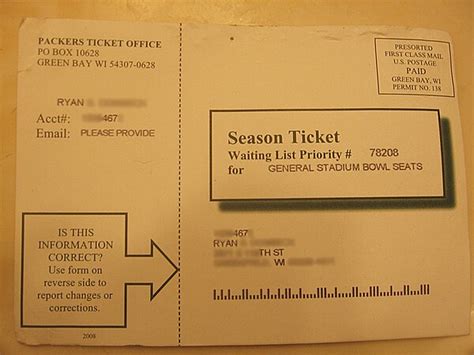 PACKERS TICKET OFFICE
PO BOX 10628
GREEN BAY WI 54307-0628
RYAN
Acct#: 467
Email: PLEASE PROVIDE
IS THIS
INFORMATION
CORRECT?
Use form on
reverse side to
report changes or
corrections.
2008
PRESORTED
FIRST CLASS MAIL
U.S. POSTAGE
PAID
GREEN BAY, WI
PERMIT NO. 138
Season Ticket
Waiting List Priority # 78208
for GENERAL STADIUM BOWL SEATS
467
RYAN
TH ST
WI